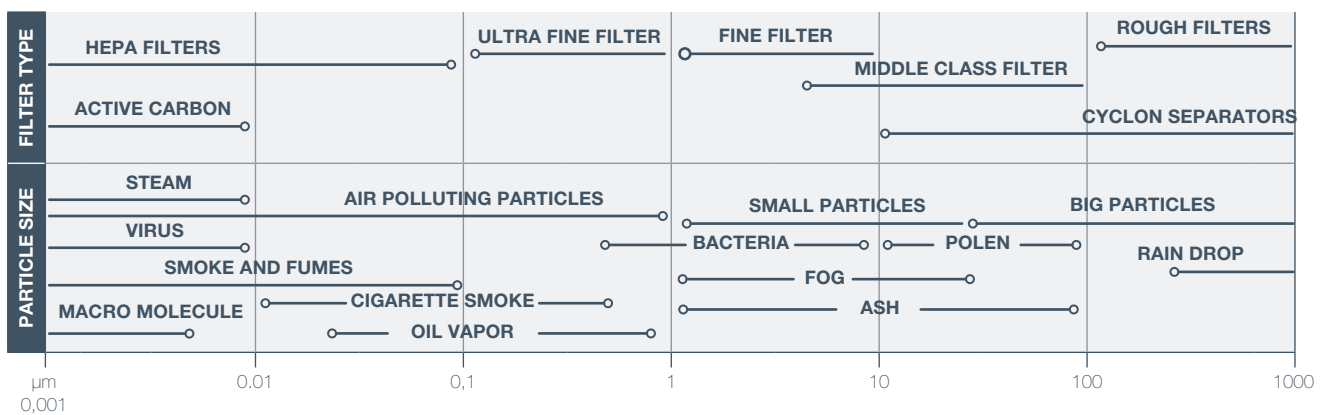 FILTER TYPE
HEPA FILTERS
ULTRA FINE FILTER
FINE FILTER
ROUGH FILTERS
MIDDLE CLASS FILTER
ACTIVE CARBON
CYCLON SEPARATORS
PARTICLE SIZE
STEAM
AIR POLLUTING PARTICLES
SMALL PARTICLES
BIG PARTICLES
VIRUS
BACTERIA
POLEN
RAIN DROP
SMOKE AND FUMES
FOG
MACRO MOLECULE
CIGARETTE SMOKE
ASH
OIL VAPOR
µm
0,001
0.01
0,1
1
10
100
1000